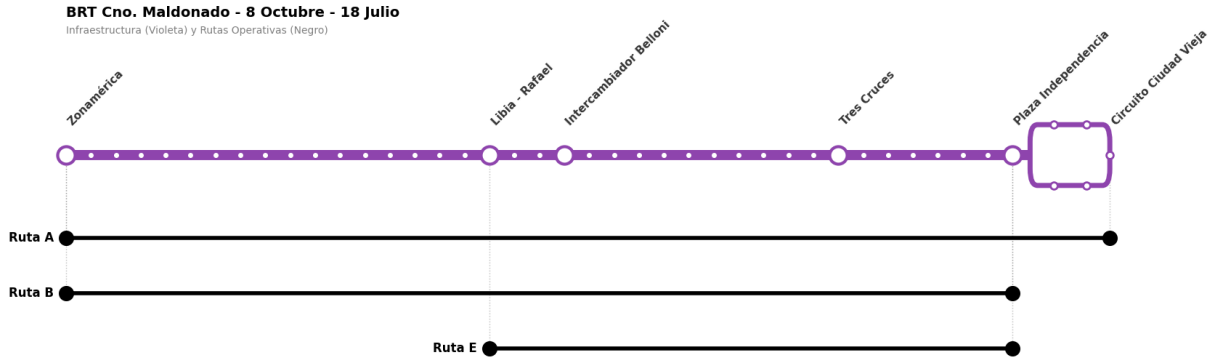 BRT Cno. Maldonado - 8 Octubre - 18 Julio
Infraestructura (Violeta) y Rutas Operativas (Negro)
Zonamérica
Libia - Rafael
Intercambiador Belloni
Tres Cruces
Plaza Independencia
Circuito Ciudad Vieja
Ruta A
Ruta B
Ruta E